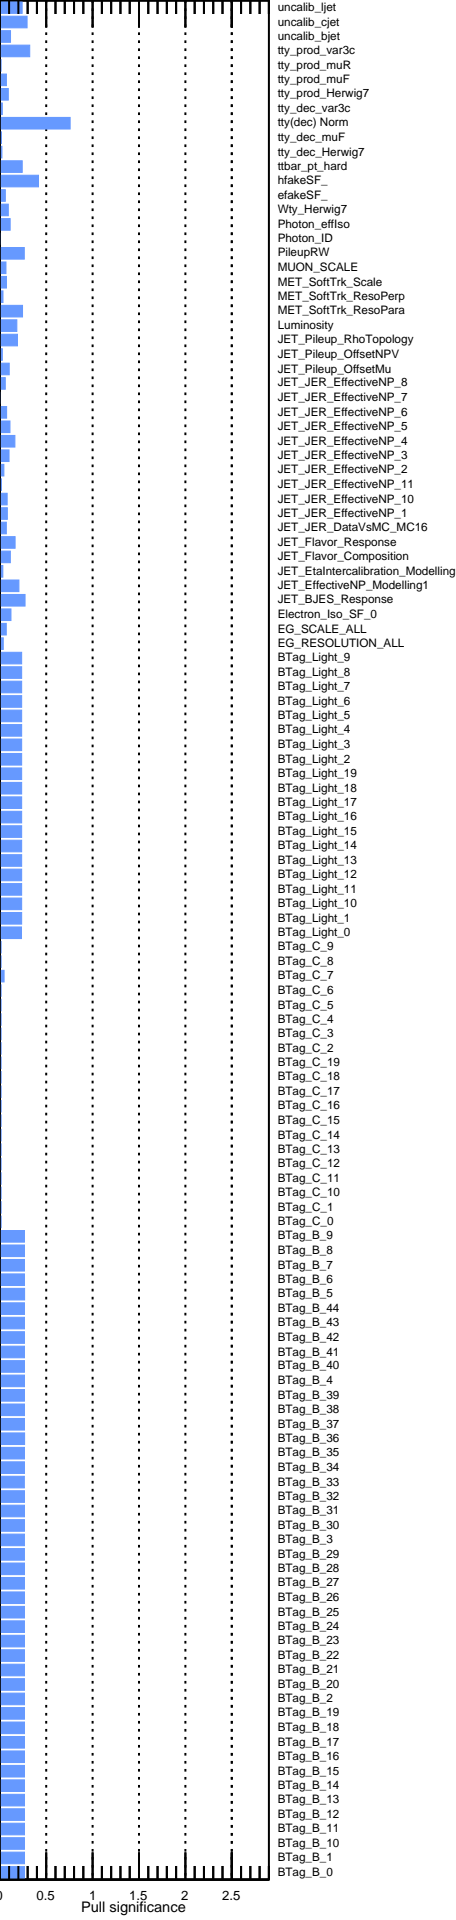 uncalib_ljet
uncalib_cjet
uncalib_bjet
tty_prod_var3c
tty_prod_muR
tty_prod_muF
tty_prod_Herwig7
tty_dec_var3c
tty(dec) Norm
tty_dec_muF
tty_dec_Herwig7
ttbar_pt_hard
hfakeSF_
efakeSF_
Wty_Herwig7
Photon_effIso
Photon_ID
PileupRW
MUON_SCALE
MET_SoftTrk_Scale
MET_SoftTrk_ResoPerp
MET_SoftTrk_ResoPara
Luminosity
JET_Pileup_RhoTopology
JET_Pileup_OffsetNPV
JET_Pileup_OffsetMu
JET_JER_EffectiveNP_8
JET_JER_EffectiveNP_7
JET_JER_EffectiveNP_6
JET_JER_EffectiveNP_5
JET_JER_EffectiveNP_4
JET_JER_EffectiveNP_3
JET_JER_EffectiveNP_2
JET_JER_EffectiveNP_11
JET_JER_EffectiveNP_10
JET_JER_EffectiveNP_1
JET_JER_DataVsMC_MC16
JET_Flavor_Response
JET_Flavor_Composition
JET_EtaIntercalibration_Modelling
JET_EffectiveNP_Modelling1
JET_BJES_Response
Electron_Iso_SF_0
EG_SCALE_ALL
EG_RESOLUTION_ALL
BTag_Light_9
BTag_Light_8
BTag_Light_7
BTag_Light_6
BTag_Light_5
BTag_Light_4
BTag_Light_3
BTag_Light_2
BTag_Light_19
BTag_Light_18
BTag_Light_17
BTag_Light_16
BTag_Light_15
BTag_Light_14
BTag_Light_13
BTag_Light_12
BTag_Light_11
BTag_Light_10
BTag_Light_1
BTag_Light_0
BTag_C_9
BTag_C_8
BTag_C_7
BTag_C_6
BTag_C_5
BTag_C_4
BTag_C_3
BTag_C_2
BTag_C_19
BTag_C_18
BTag_C_17
BTag_C_16
BTag_C_15
BTag_C_14
BTag_C_13
BTag_C_12
BTag_C_11
BTag_C_10
BTag_C_1
BTag_C_0
BTag_B_9
BTag_B_8
BTag_B_7
BTag_B_6
BTag_B_5
BTag_B_44
BTag_B_43
BTag_B_42
BTag_B_41
BTag_B_40
BTag_B_4
BTag_B_39
BTag_B_38
BTag_B_37
BTag_B_36
BTag_B_35
BTag_B_34
BTag_B_33
BTag_B_32
BTag_B_31
BTag_B_30
BTag_B_3
BTag_B_29
BTag_B_28
BTag_B_27
BTag_B_26
BTag_B_25
BTag_B_24
BTag_B_23
BTag_B_22
BTag_B_21
BTag_B_20
BTag_B_2
BTag_B_19
BTag_B_18
BTag_B_17
BTag_B_16
BTag_B_15
BTag_B_14
BTag_B_13
BTag_B_12
BTag_B_11
BTag_B_10
BTag_B_1
BTag_B_0
0 0.5 1 1.5 2 2.5
Pull significance